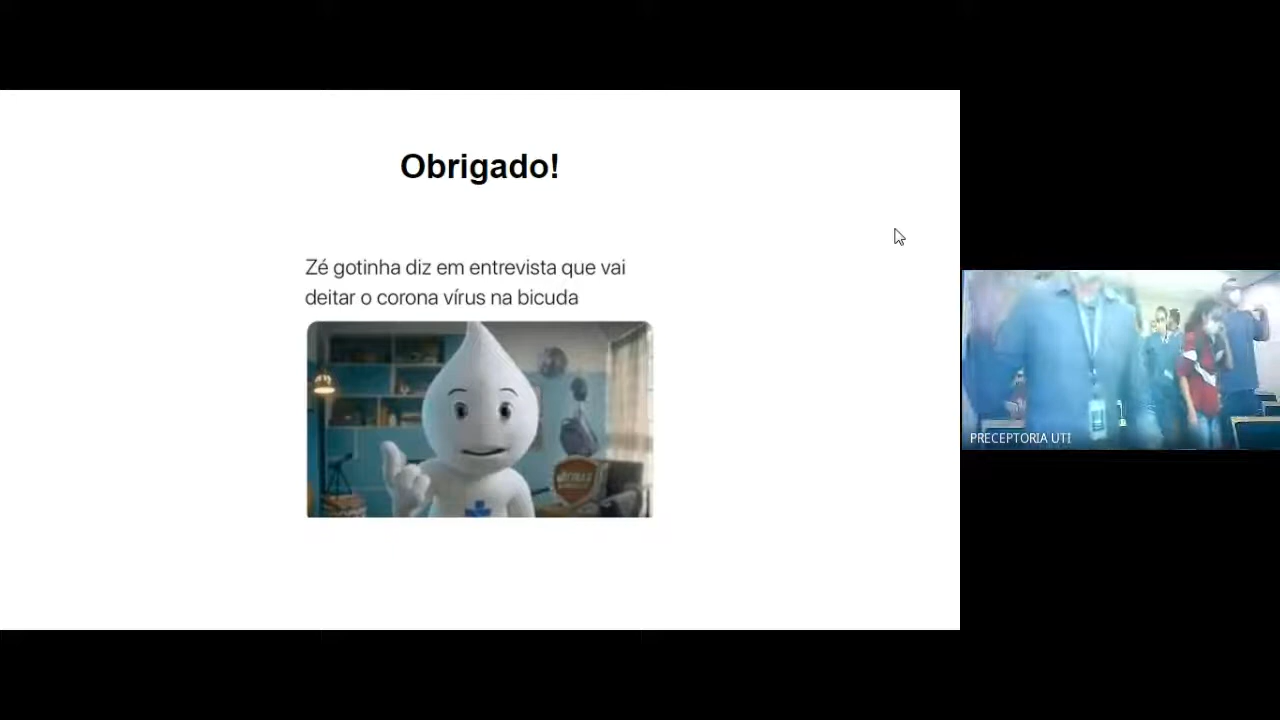 Obrigado!
Zé gotinha diz em entrevista que vai
deitar o corona vírus na bicuda
PRECEPTORIA UTI